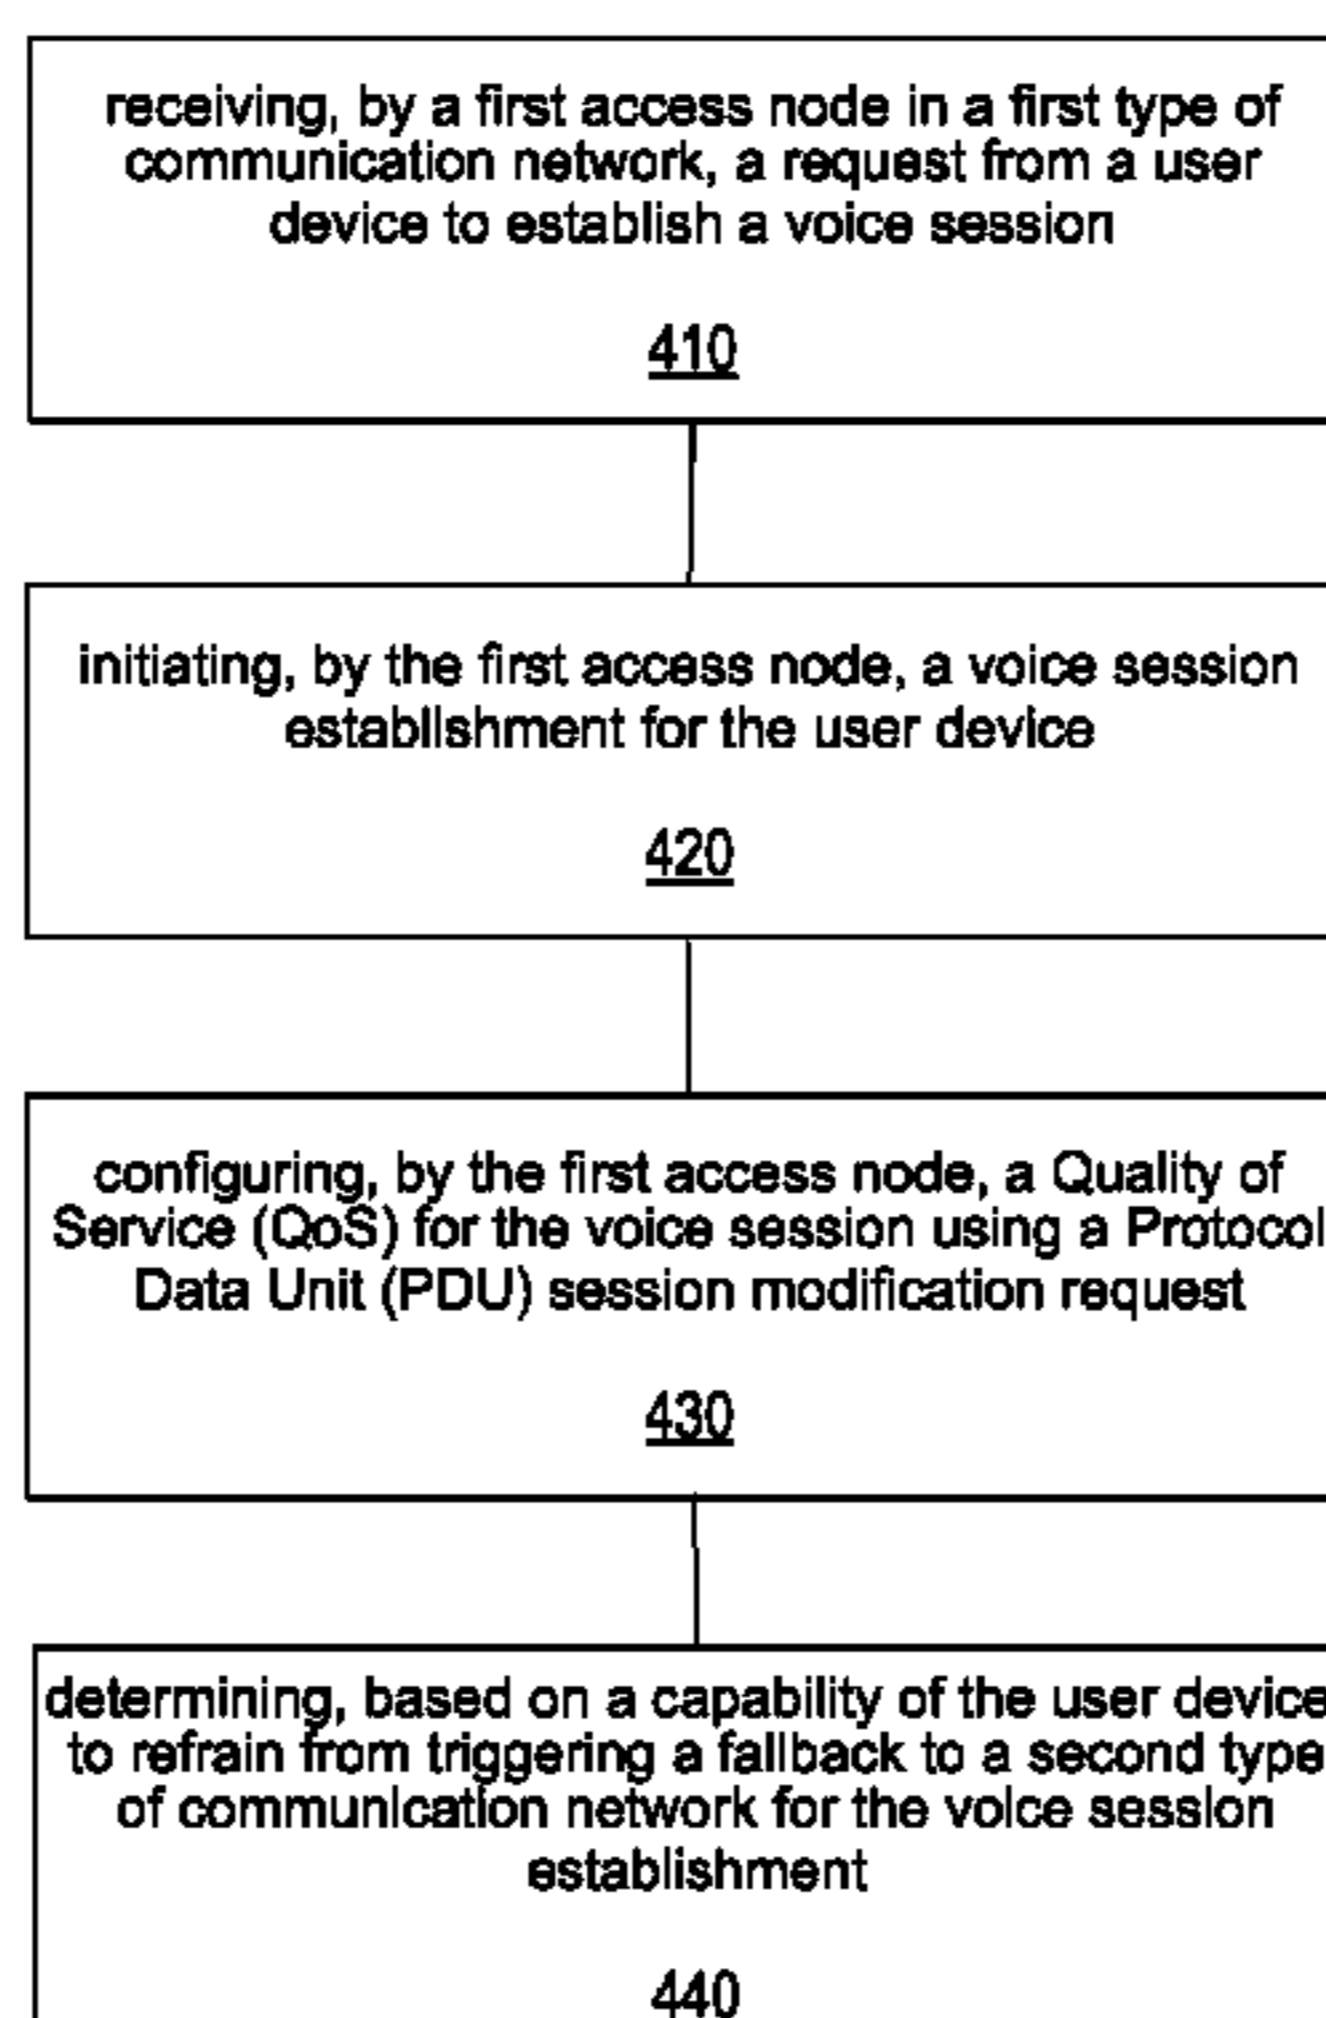 receiving, by a first access node in a first type of
communication network, a request from a user
device to establish a voice session
410
initiating, by the first access node, a voice session
establishment for the user device
420
configuring, by the first access node, a Quality of
Service (QoS) for the voice session using a Protocol
Data Unit (PDU) session modification request
430
determining, based on a capability of the user device
to refrain from triggering a fallback to a second type
of communication network for the voice session
establishment
440